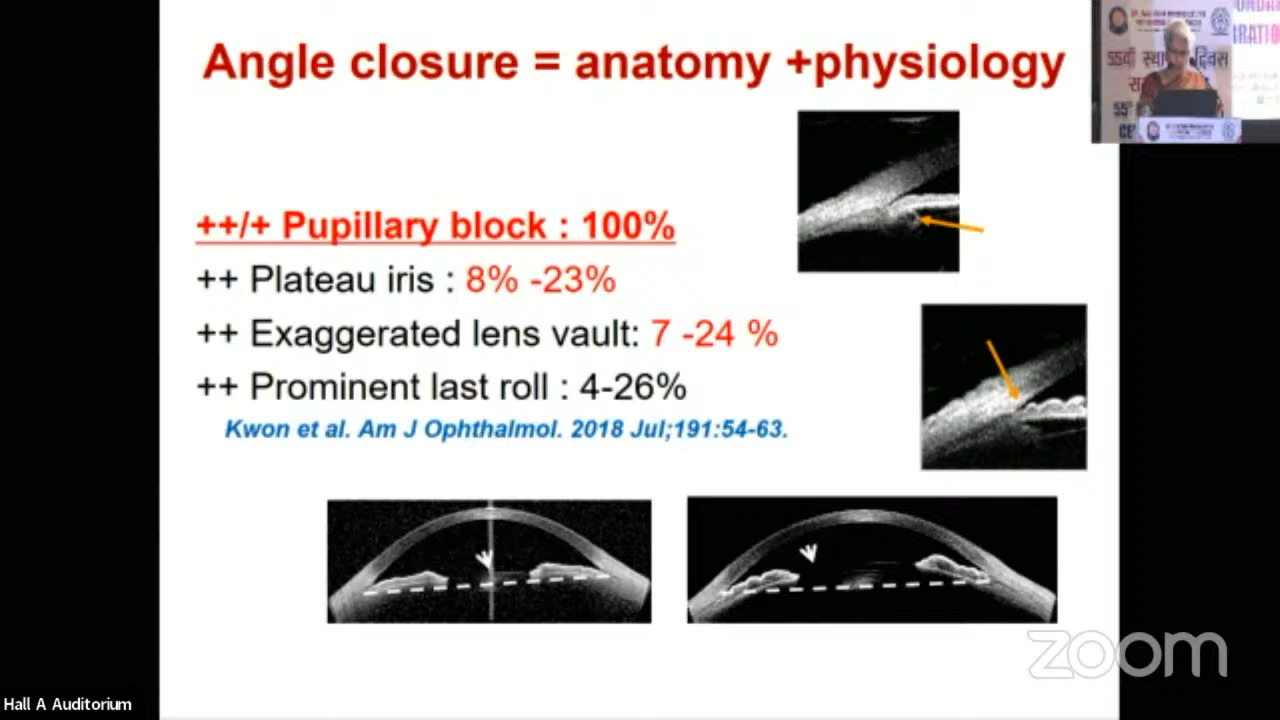 Angle closure = anatomy +physiology
++/+ Pupillary block : 100%
++ Plateau iris : 8% -23%
++ Exaggerated lens vault: 7 -24 %
++ Prominent last roll : 4-26%
Kwon et al. Am J Ophthalmol. 2018 Jul;191:54-63.
zoom
Hall A Auditorium
55वाँ